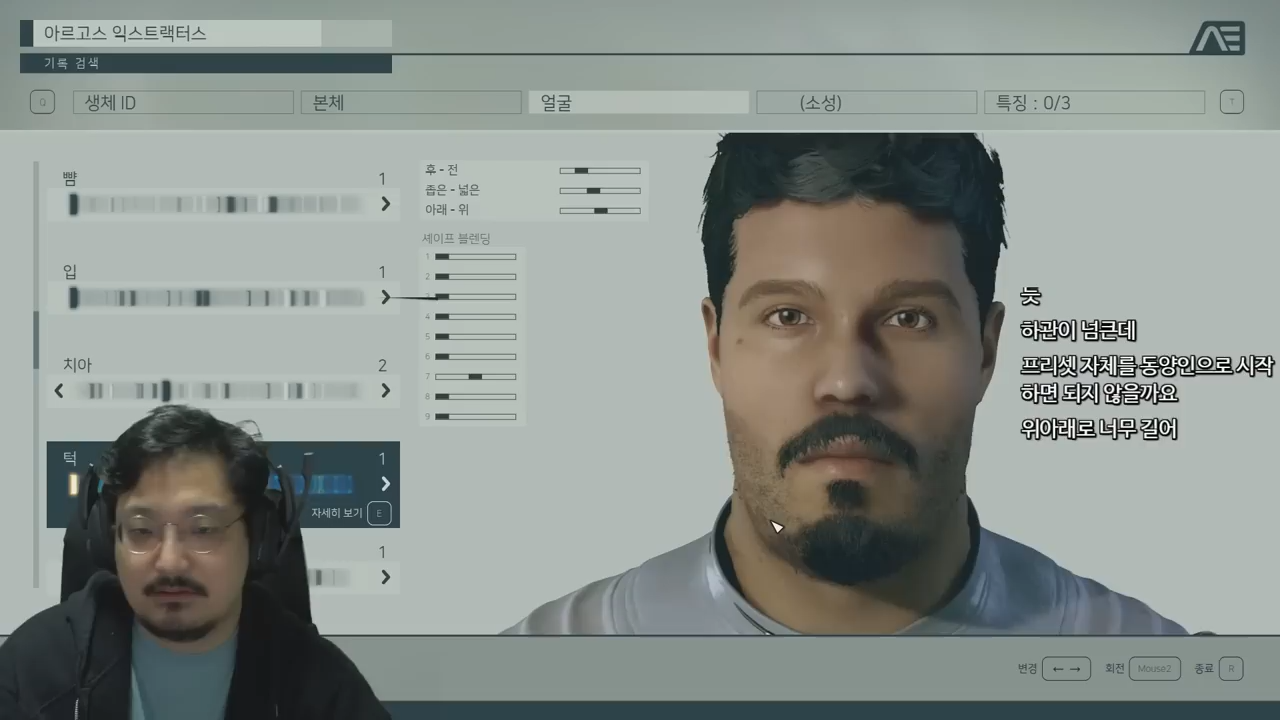 아르고스 익스트랙터스
AE
기록 검색
Q
생체 ID
본체
얼굴
(소성)
특징 : 0/3
T
뺨
1
입
1
치아
2
턱
1
자세히 보기 E
1
후 - 전
좁은 - 넓은
아래 - 위
셰이프 블렌딩
1
2
3
4
5
6
7
8
9
듯
하관이 넘큰데
프리셋 자체를 동양인으로 시작
하면 되지 않을까요
위아래로 너무 길어
변경 ← → 회전 Mouse2 종료 R